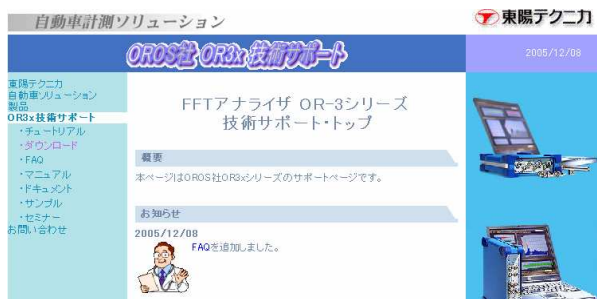 自動車計測ソリューション
東陽テクニカ
OROS社 OR3x 技術サポート
2005/12/08
東陽テクニカ
自動車ソリューション
製品
OR3x技術サポート
・チュートリアル
・ダウンロード
・FAQ
・マニュアル
・ドキュメント
・サンプル
・セミナー
お問い合わせ
FFTアナライザ OR-3シリーズ
技術サポート・トップ
概要
本ページはOROS社OR3xシリーズのサポートページです。
お知らせ
2005/12/08
FAQを追加しました。